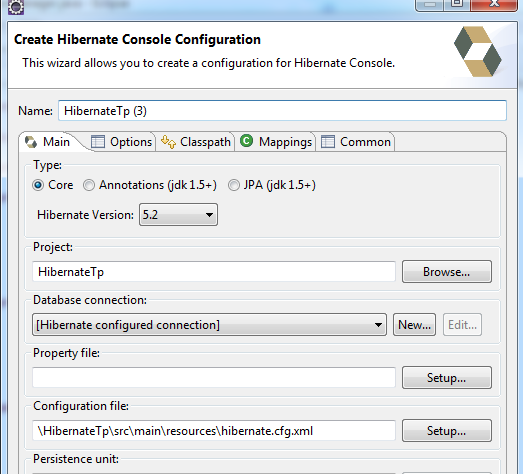 Create Hibernate Console Configuration
This wizard allows you to create a configuration for Hibernate Console.
Name: HibernateTp (3)
Main Options Classpath Mappings Common
Type:
Core Annotations (jdk 1.5+) JPA (jdk 1.5+)
Hibernate Version: 5.2
Project:
HibernateTp Browse...
Database connection:
[Hibernate configured connection] New... Edit...
Property file:
Setup...
Configuration file:
\HibernateTp\src\main\resources\hibernate.cfg.xml Setup...
Persistence unit: